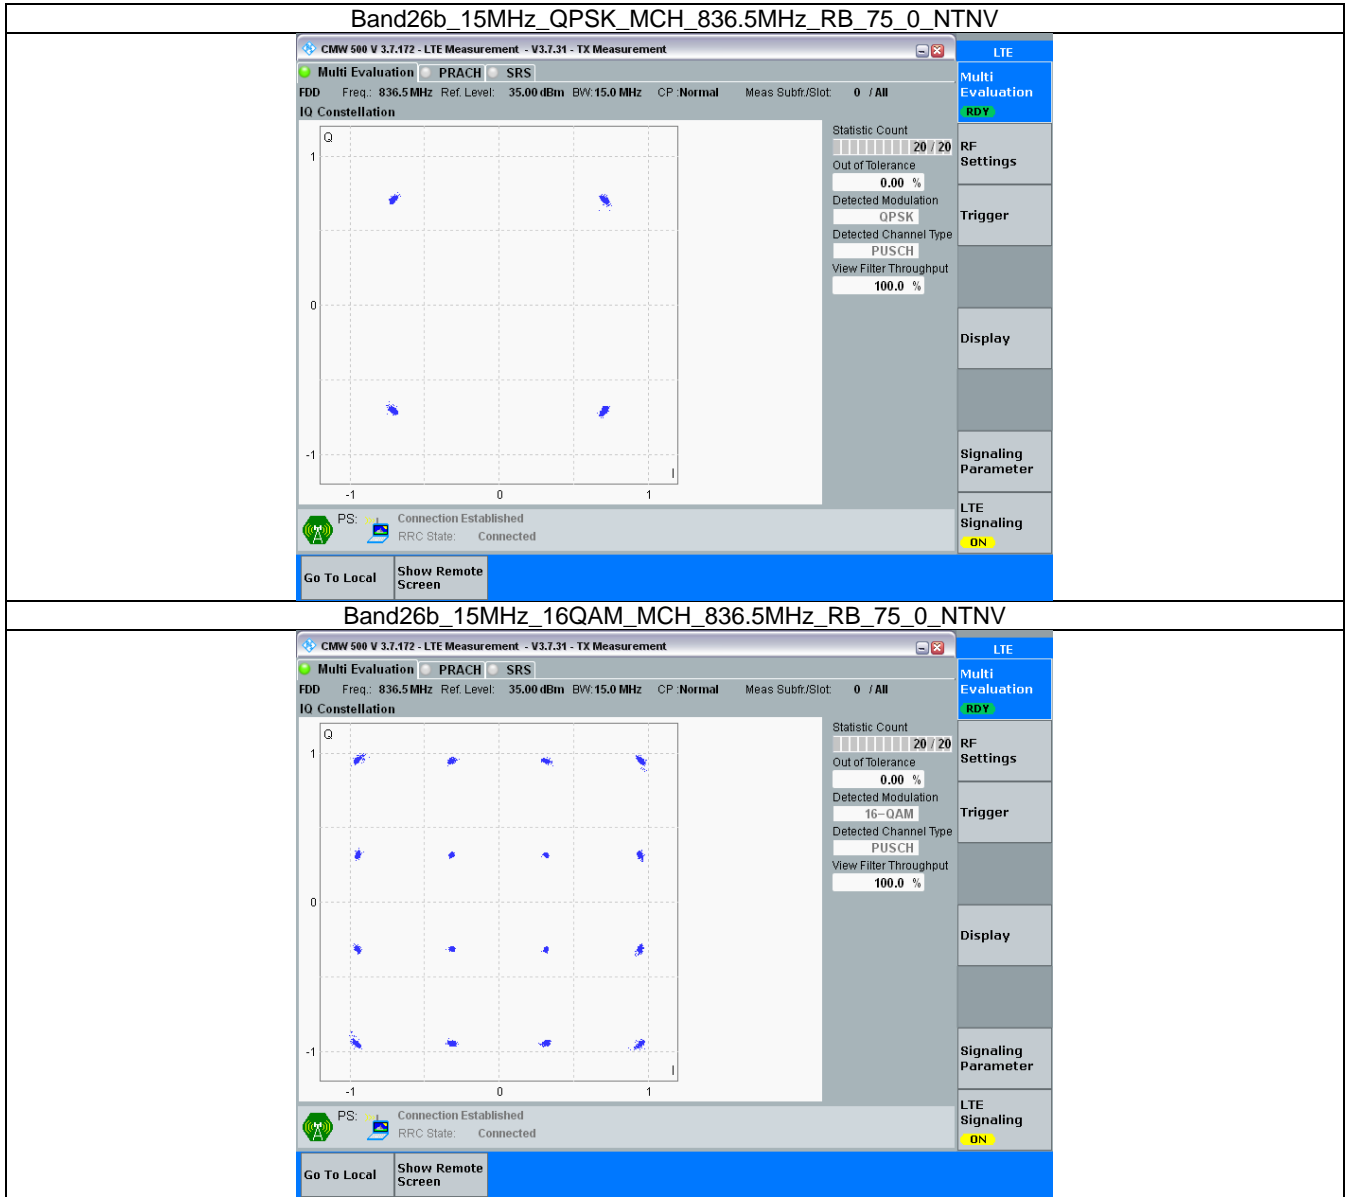 Band26b_15MHz_QPSK_MCH_836.5MHz_RB_75_0_NTNV
CMW 500 V 3.7.172 - LTE Measurement - V3.7.31 - TX Measurement
LTE
Multi Evaluation PRACH SRS
Multi
Evaluation
RDY
FDD Freq.: 836.5 MHz Ref. Level: 35.00 dBm BW: 15.0 MHz CP :Normal Meas Subfr./Slot: 0 / All
IQ Constellation
Q
1
0
-1
I
-1 0 1
Statistic Count
20 / 20
Out of Tolerance
0.00 %
Detected Modulation
QPSK
Detected Channel Type
PUSCH
View Filter Throughput
100.0 %
RF
Settings
Trigger
Display
Signaling
Parameter
LTE
Signaling
ON
PS: Connection Established
RRC State: Connected
Go To Local
Show Remote
Screen
Band26b_15MHz_16QAM_MCH_836.5MHz_RB_75_0_NTNV
CMW 500 V 3.7.172 - LTE Measurement - V3.7.31 - TX Measurement
LTE
Multi Evaluation PRACH SRS
Multi
Evaluation
RDY
FDD Freq.: 836.5 MHz Ref. Level: 35.00 dBm BW: 15.0 MHz CP :Normal Meas Subfr./Slot: 0 / All
IQ Constellation
Q
1
0
-1
I
-1 0 1
Statistic Count
20 / 20
Out of Tolerance
0.00 %
Detected Modulation
16-QAM
Detected Channel Type
PUSCH
View Filter Throughput
100.0 %
RF
Settings
Trigger
Display
Signaling
Parameter
LTE
Signaling
ON
PS: Connection Established
RRC State: Connected
Go To Local
Show Remote
Screen